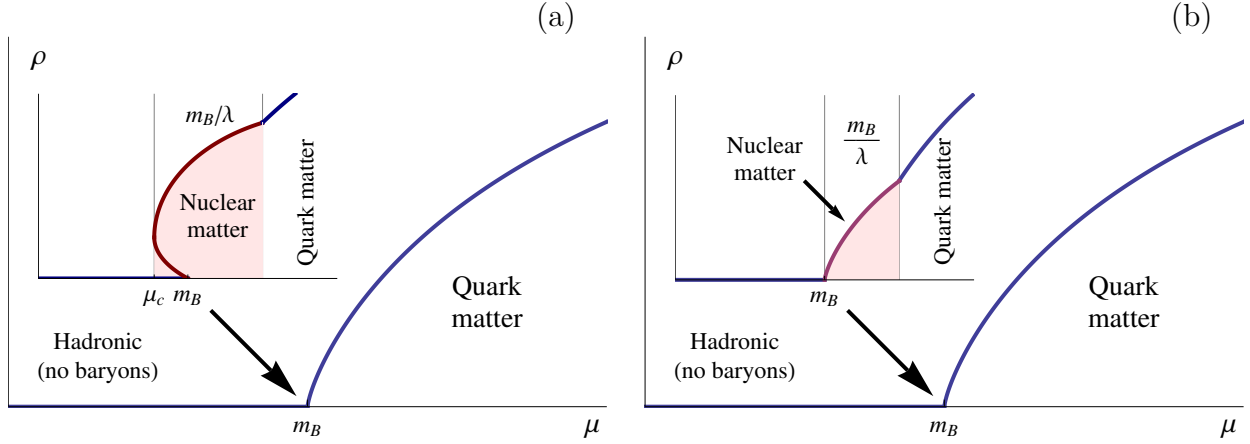 (a)
ρ
m_B/λ
Nuclear
matter
Quark matter
μ_c m_B
Quark
matter
Hadronic
(no baryons)
m_B
μ
(b)
ρ
m_B
λ
Nuclear
matter
Quark matter
m_B
Quark
matter
Hadronic
(no baryons)
m_B
μ